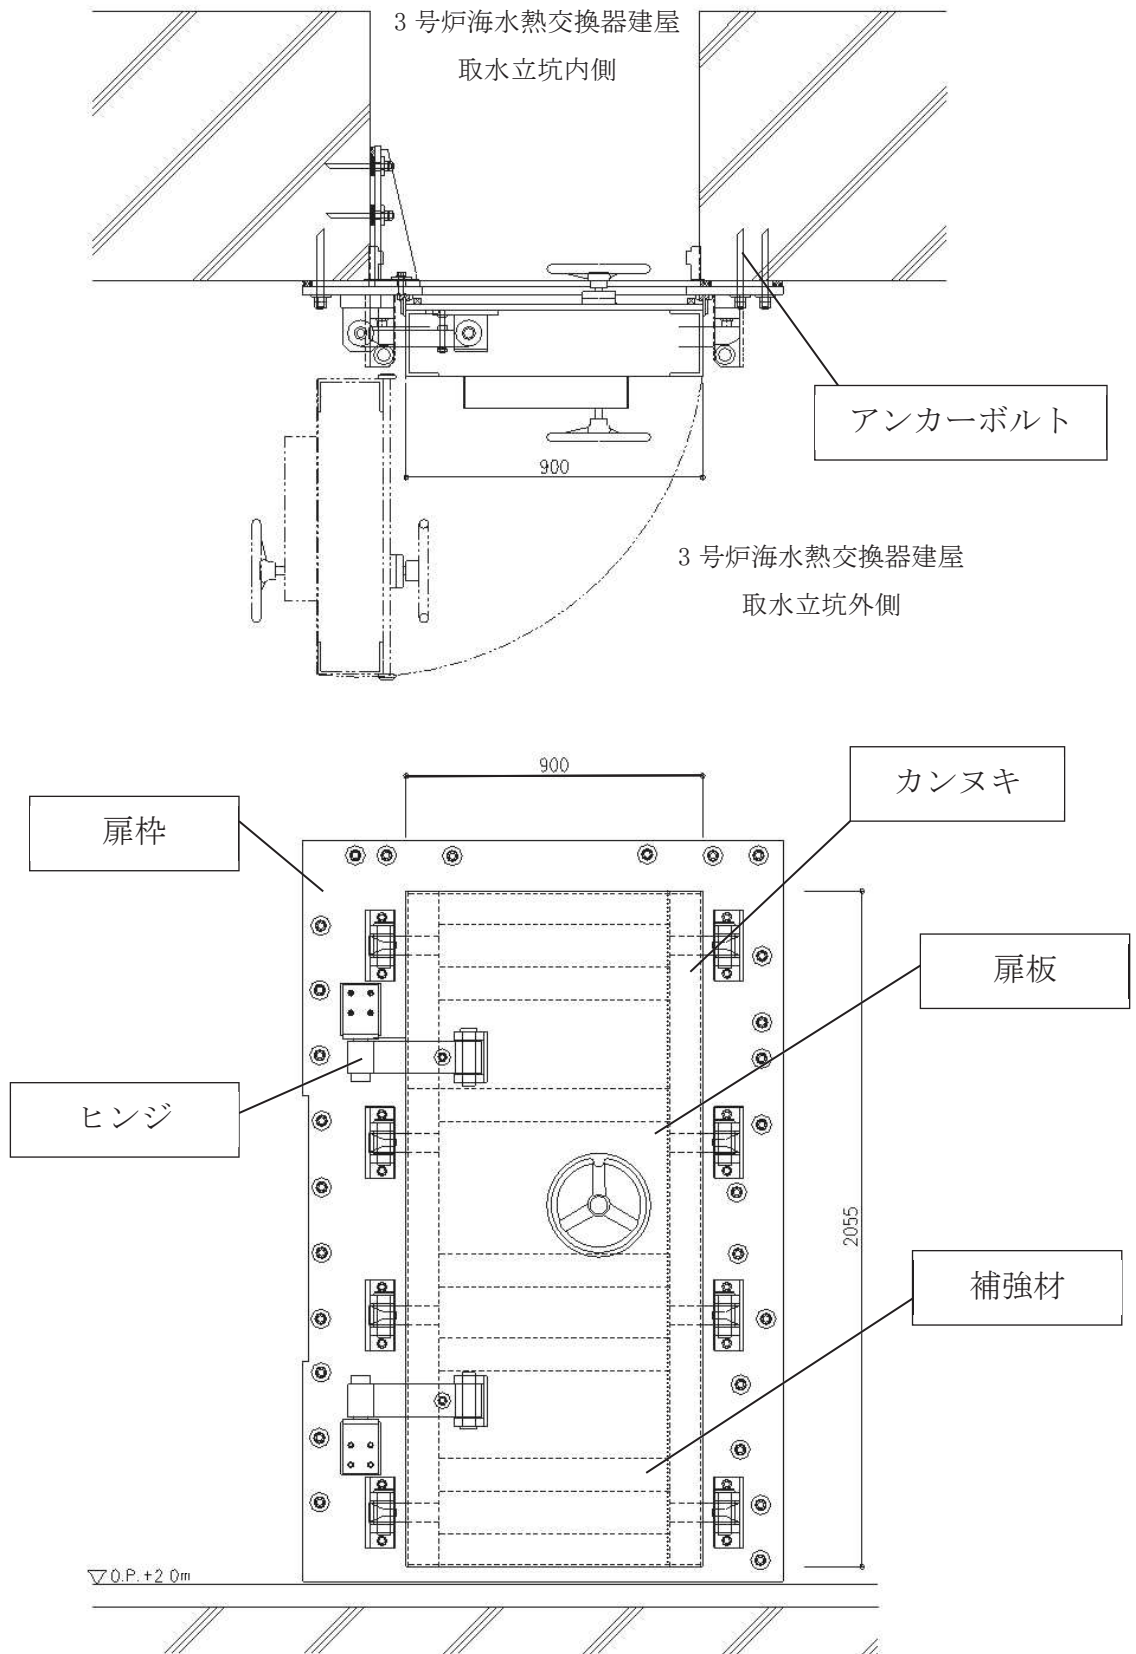 3 号炉海水熱交換器建屋
取水立坑内側
アンカーボルト
900
3 号炉海水熱交換器建屋
取水立坑外側
900
カンヌキ
扉枠
扉板
ヒンジ
2055
補強材
▽O.P.+2 0m